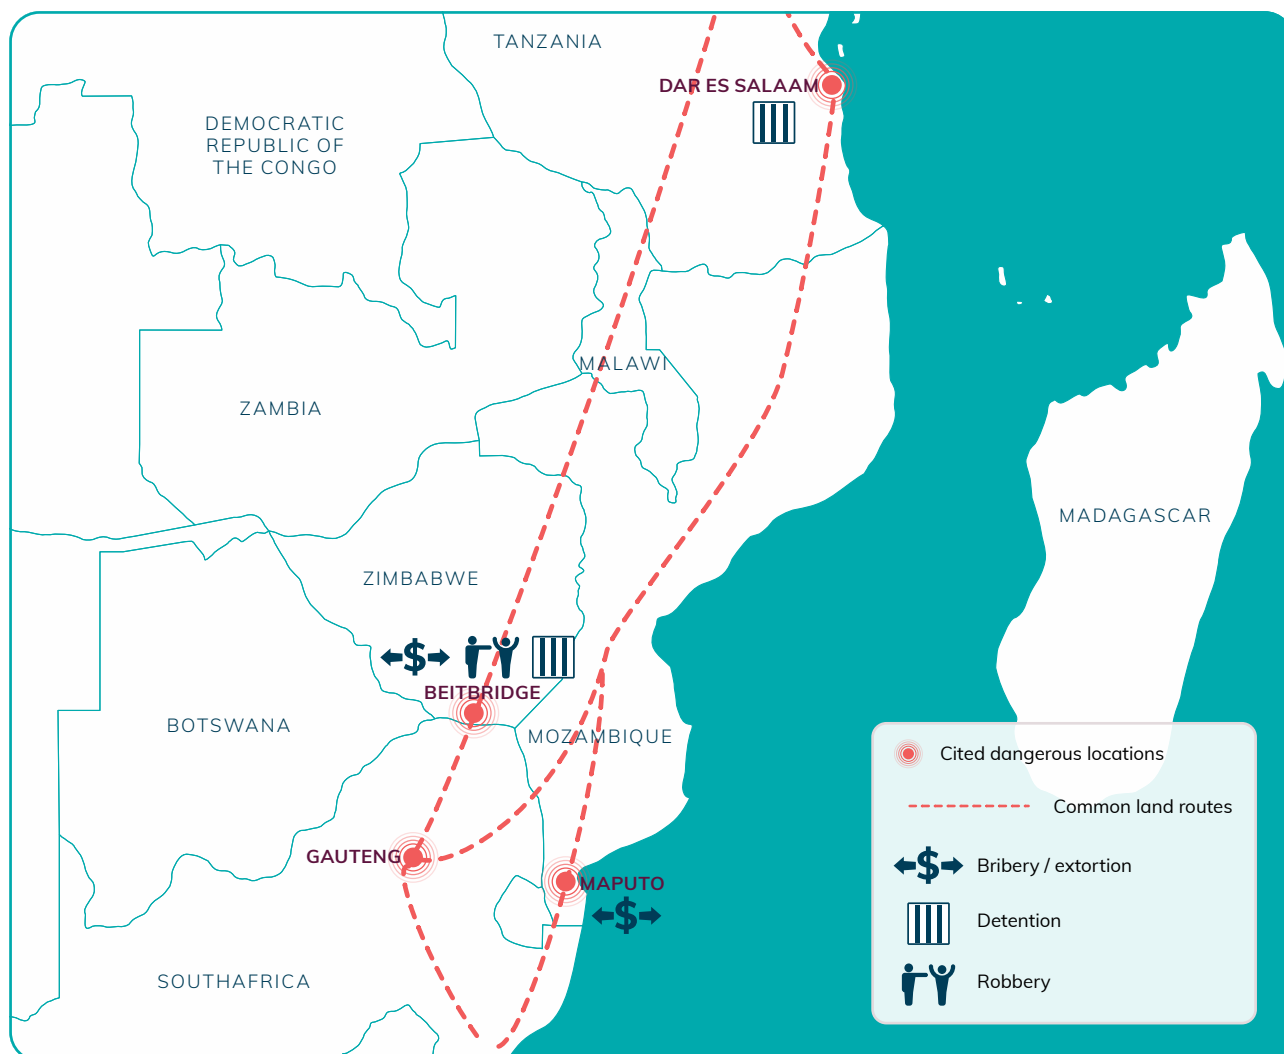 TANZANIA
DAR ES SALAAM
DEMOCRATIC
REPUBLIC OF
THE CONGO
MALAWI
ZAMBIA
MADAGASCAR
ZIMBABWE
$
BEITBRIDGE
BOTSWANA
MOZAMBIQUE
GAUTENG
MAPUTO
$
SOUTHAFRICA
Cited dangerous locations
Common land routes
$ Bribery / extortion
Detention
Robbery